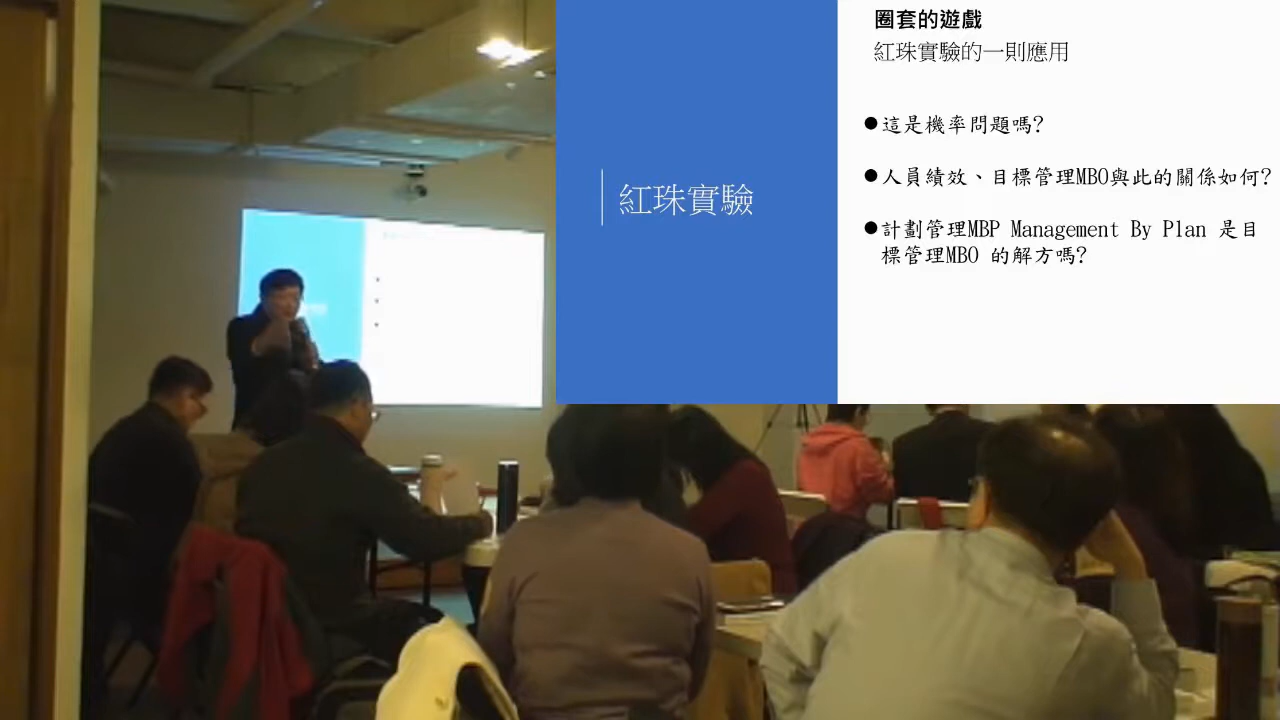 紅珠實驗
圈套的遊戲
紅珠實驗的一則應用
●這是機率問題嗎?
●人員績效、目標管理MBO與此的關係如何?
●計劃管理MBP Management By Plan 是目
標管理MBO 的解方嗎?